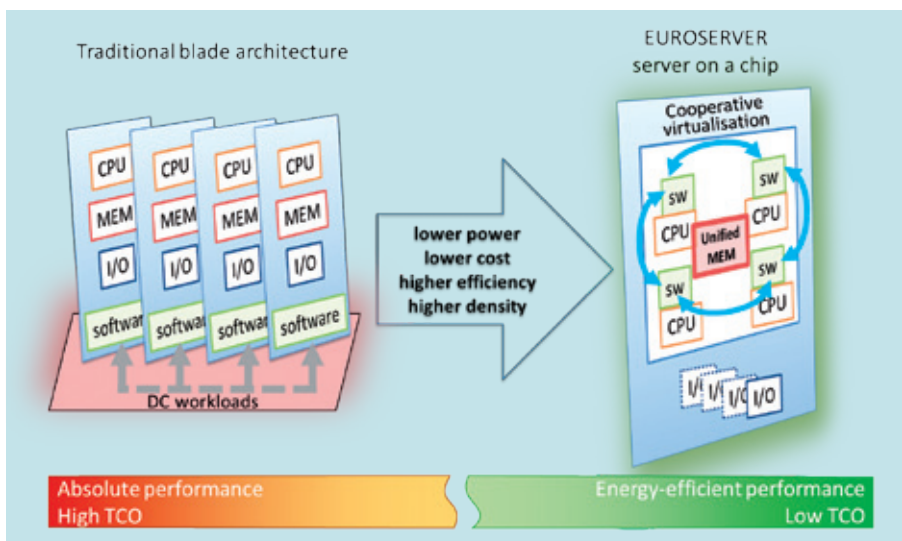 Traditional blade architecture
EUROSERVER
server on a chip
CPU
MEM
I/O
software
CPU
MEM
I/O
software
CPU
MEM
I/O
software
CPU
MEM
I/O
software
DC workloads
lower power
lower cost
higher efficiency
higher density
Cooperative
virtualisation
SW
CPU
SW
CPU
Unified
MEM
SW
CPU
SW
CPU
I/O
I/O
I/O
I/O
Absolute performance
High TCO
Energy-efficient performance
Low TCO